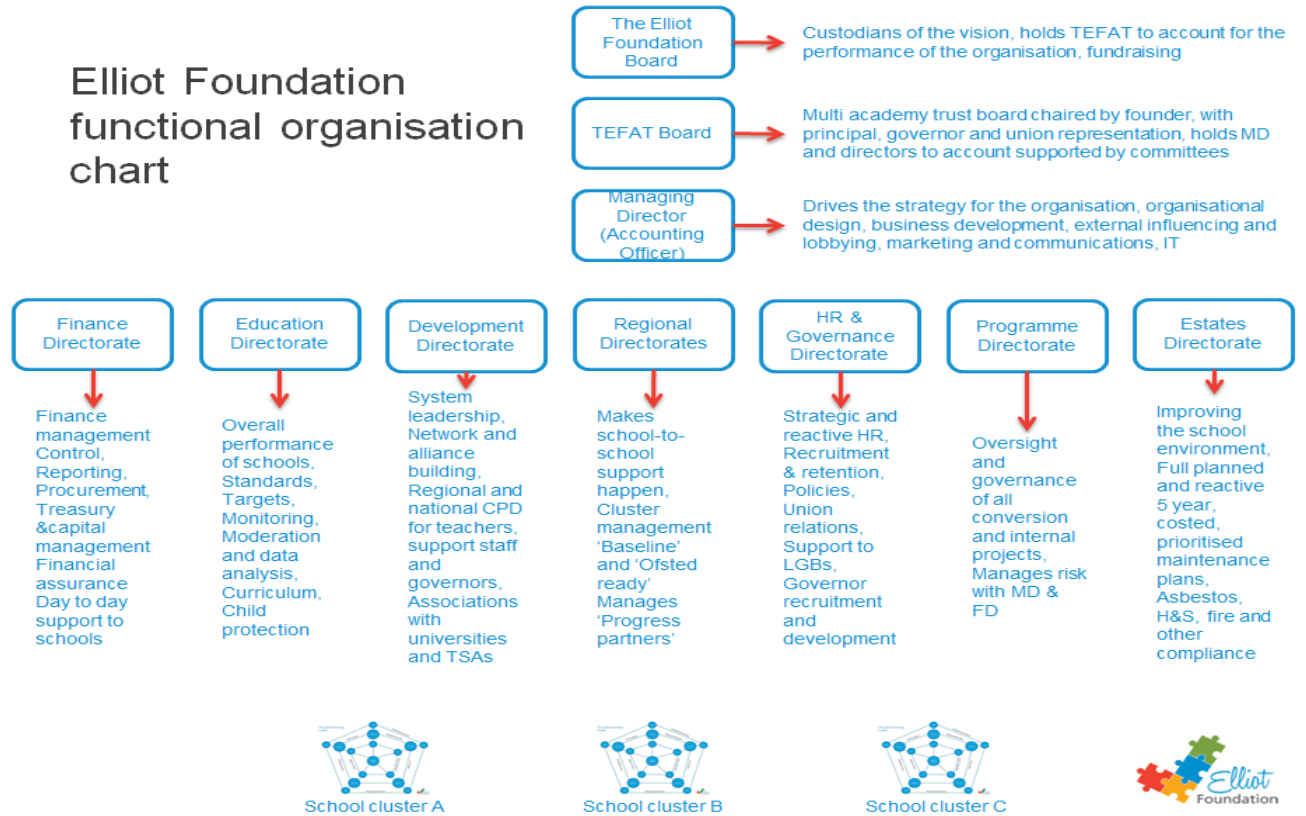 Elliot Foundation
functional organisation
chart
The Elliot
Foundation
Board
Custodians of the vision, holds TEFAT to account for the
performance of the organisation, fundraising
TEFAT Board
Multi academy trust board chaired by founder, with
principal, governor and union representation, holds MD
and directors to account supported by committees
Managing
Director
(Accounting
Officer)
Drives the strategy for the organisation, organisational
design, business development, external influencing and
lobbying, marketing and communications, IT
Finance
Directorate
Education
Directorate
Development
Directorate
Regional
Directorates
HR &
Governance
Directorate
Programme
Directorate
Estates
Directorate
Finance
management
Control,
Reporting,
Procurement,
Treasury
&capital
management
Financial
assurance
Day to day
support to
schools
Overall
performance
of schools,
Standards,
Targets,
Monitoring,
Moderation
and data
analysis,
Curriculum,
Child
protection
System
leadership,
Network and
alliance
building,
Regional and
national CPD
for teachers,
support staff
and
governors,
Associations
with
universities
and TSAs
Makes
school-to-
school
support
happen,
Cluster
management
‘Baseline’
and ‘Ofsted
ready’
Manages
‘Progress
partners’
Strategic and
reactive HR,
Recruitment
& retention,
Policies,
Union
relations,
Support to
LGBs,
Governor
recruitment
and
development
Oversight
and
governance
of all
conversion
and internal
projects,
Manages risk
with MD &
FD
Improving
the school
environment,
Full planned
and reactive
5 year,
costed,
prioritised
maintenance
plans,
Asbestos,
H&S, fire and
other
compliance
School cluster A
School cluster B
School cluster C
Elliot
Foundation